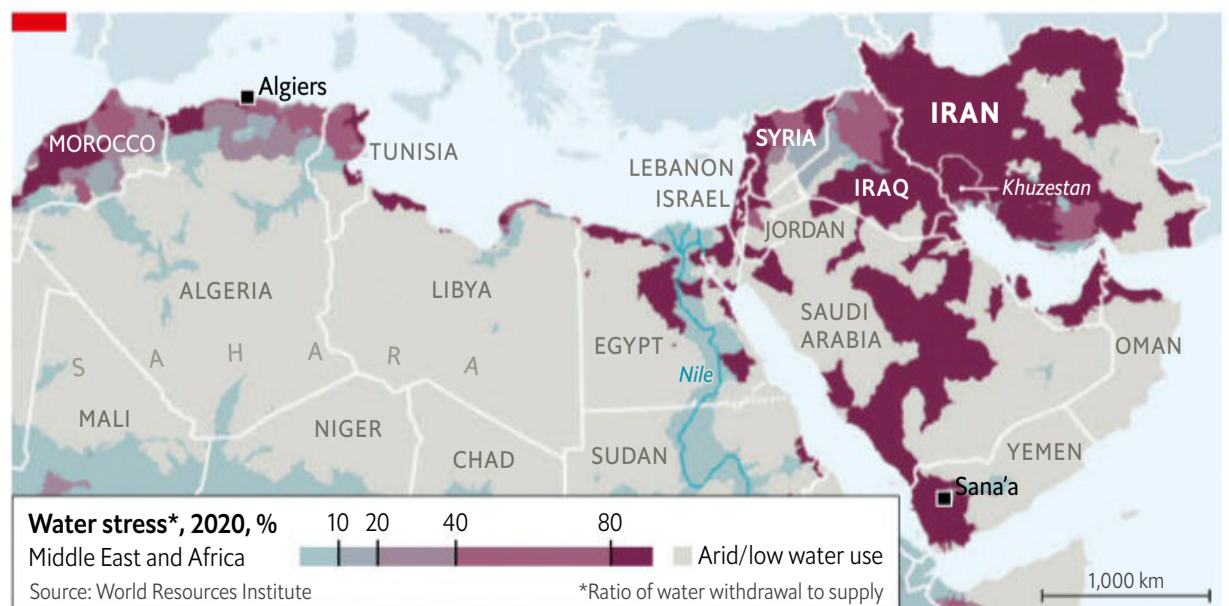 Algiers
MOROCCO
TUNISIA
LEBANON
ISRAEL
SYRIA
IRAN
IRAQ
Khuzestan
JORDAN
ALGERIA
LIBYA
EGYPT
SAUDI
ARABIA
OMAN
S A H A R A
Nile
MALI
NIGER
CHAD
SUDAN
YEMEN
Sana'a
Water stress*, 2020, %
Middle East and Africa
10 20 40 80
Arid/low water use
Source: World Resources Institute
*Ratio of water withdrawal to supply
1,000 km